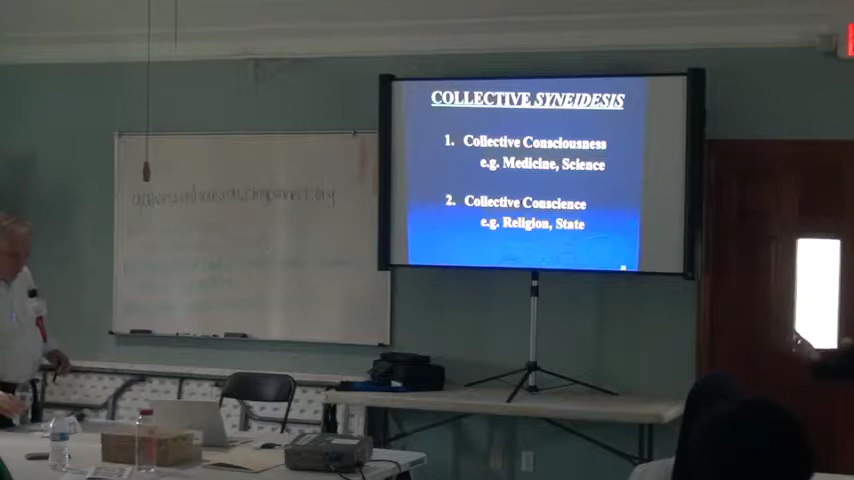 COLLECTIVE SYNEIDESIS
1. Collective Consciousness
e.g. Medicine, Science
2. Collective Conscience
e.g. Religion, State